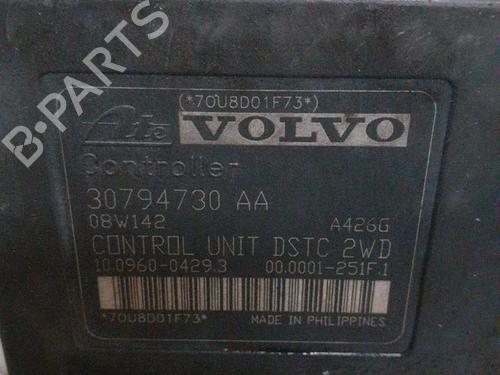 (*70U8D01F73*)
Ate VOLVO
Controller
30794730 AA
08W142 A426G
CONTROL UNIT DSTC 2WD
10.0960-0429.3 00.0001-251F.1
*70U8D01F73*
MADE IN PHILIPPINES
B-PARTS
B-PARTS